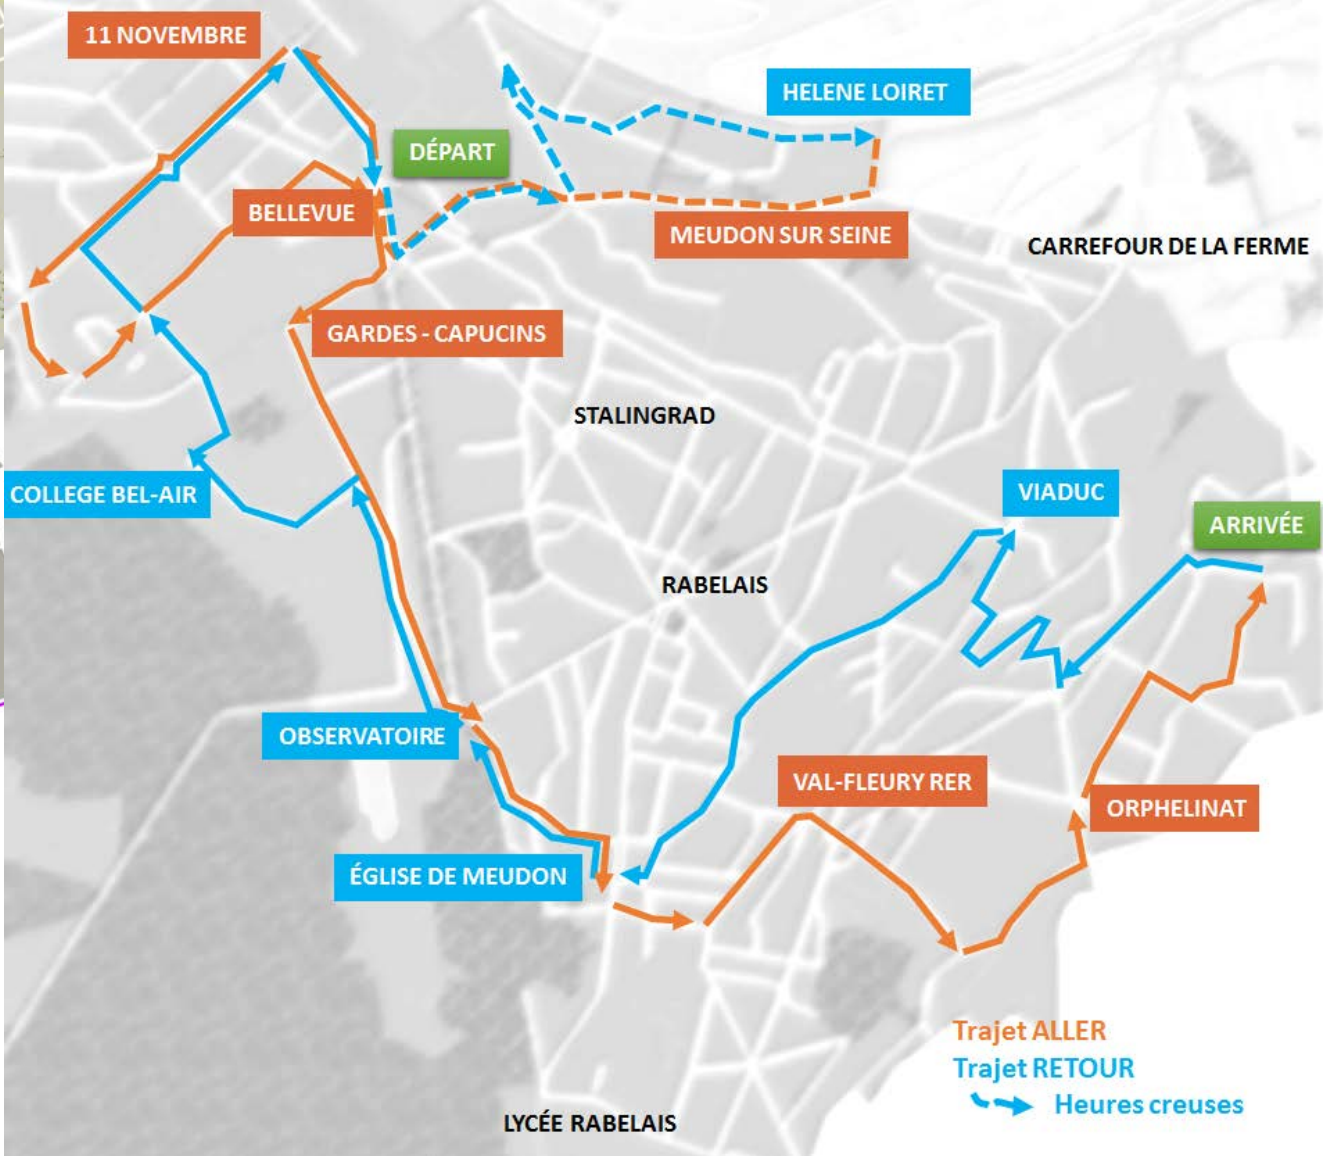 11 NOVEMBRE
HELENE LOIRET
DÉPART
BELLEVUE
MEUDON SUR SEINE
CARREFOUR DE LA FERME
GARDES - CAPUCINS
STALINGRAD
COLLEGE BEL-AIR
VIADUC
ARRIVÉE
RABELAIS
OBSERVATOIRE
VAL-FLEURY RER
ORPHELINAT
ÉGLISE DE MEUDON
Trajet ALLER
Trajet RETOUR
Heures creuses
LYCÉE RABELAIS